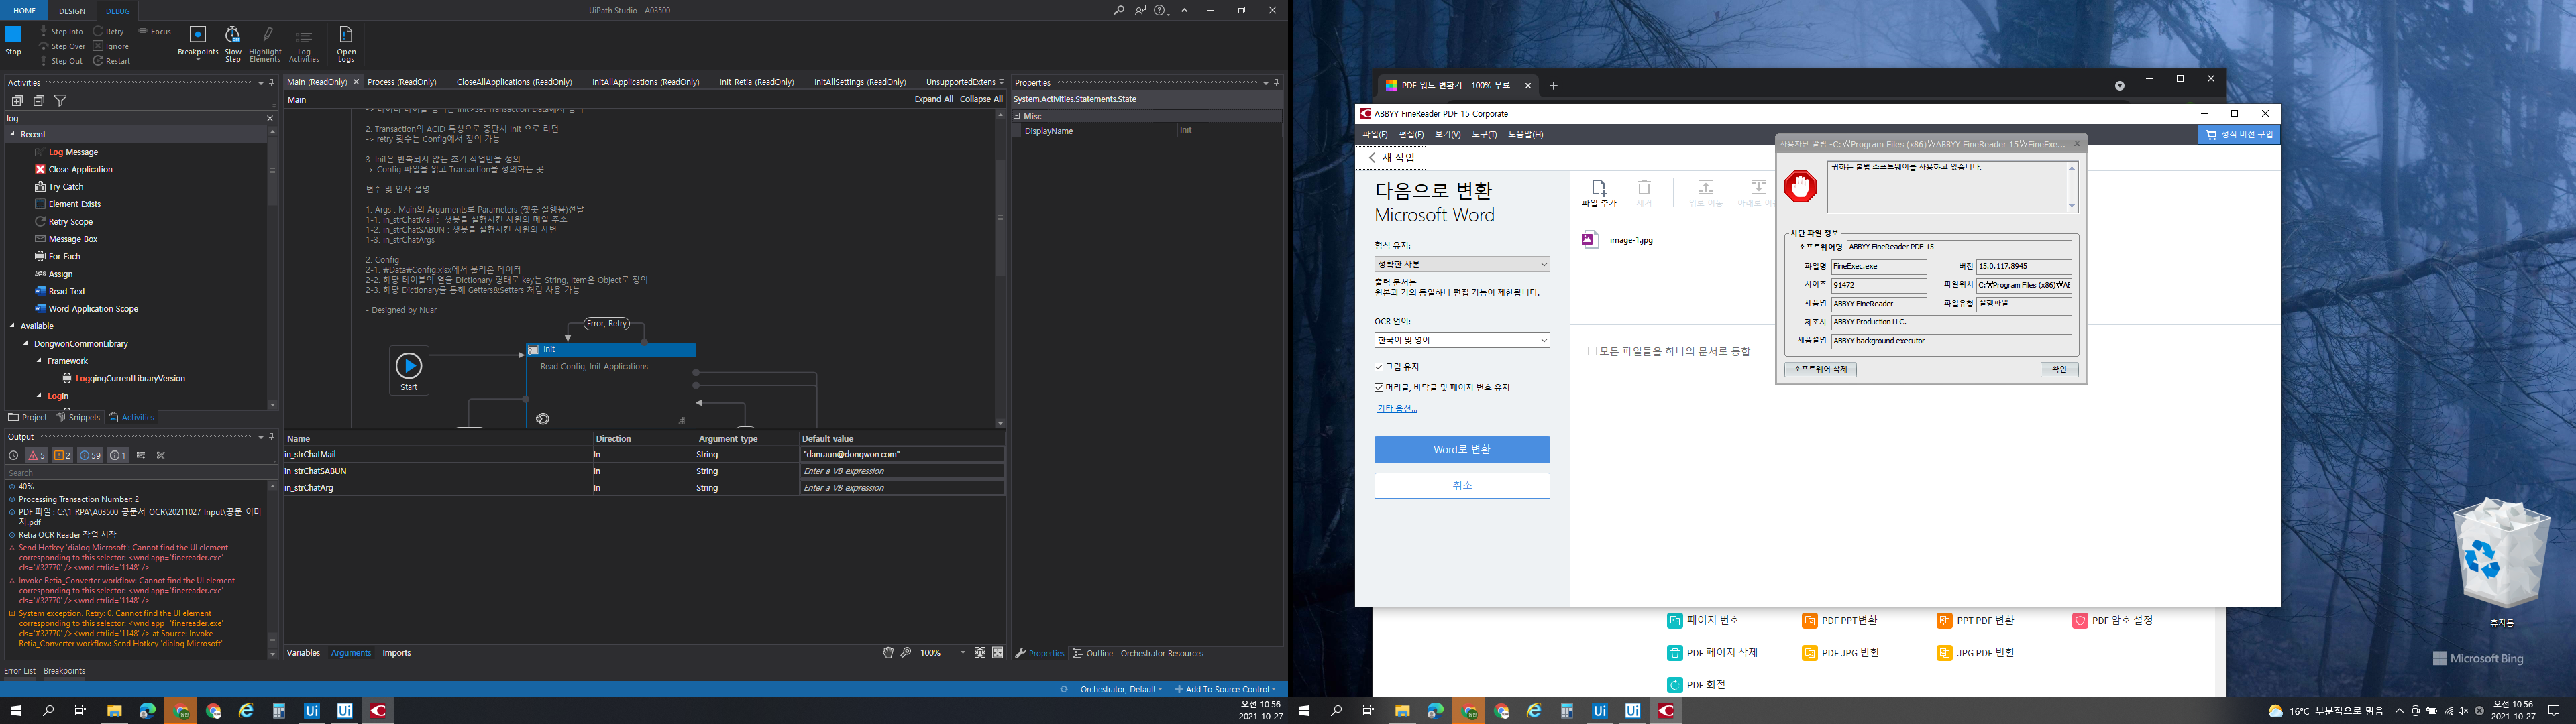 HOME
DESIGN
DEBUG
UiPath Studio - A03500
Stop
Step Into
Step Over
Step Out
Retry
Ignore
Restart
Focus
Breakpoints
Slow Step
Highlight Elements
Log Activities
Open Logs
Activities
log
Recent
Log Message
Close Application
Try Catch
Element Exists
Retry Scope
Message Box
For Each
Assign
Read Text
Word Application Scope
Available
DongwonCommonLibrary
Framework
LoggingCurrentLibraryVersion
Login
Project
Snippets
Activities
Output
5
2
59
1
Search
40%
Processing Transaction Number: 2
PDF 파일 : C:\1_RPA\A03500_공문서_OCR\20211027_Input\공문_이미
지.pdf
Retia OCR Reader 작업 시작
Send Hotkey 'dialog Microsoft': Cannot find the UI element
corresponding to this selector: <wnd app='finereader.exe'
cls='#32770' /><wnd ctrlid='1148' />
Invoke Retia_Converter workflow: Cannot find the UI element
corresponding to this selector: <wnd app='finereader.exe'
cls='#32770' /><wnd ctrlid='1148' />
System exception. Retry: 0. Cannot find the UI element
corresponding to this selector: <wnd app='finereader.exe'
cls='#32770' /><wnd ctrlid='1148' /> at Source: Invoke
Retia_Converter workflow: Send Hotkey 'dialog Microsoft'
Error List
Breakpoints
Main (ReadOnly)
Process (ReadOnly)
CloseAllApplications (ReadOnly)
InitAllApplications (ReadOnly)
Init_Retia (ReadOnly)
InitAllSettings (ReadOnly)
UnsupportedExtens
Main
Expand All
Collapse All
2. Transaction의 ACID 특성으로 중단시 Init 으로 리턴
-> retry 횟수는 Config에서 정의 가능
3. Init은 반복되지 않는 초기 작업만을 정의
-> Config 파일을 읽고 Transaction을 정의하는 곳
변수 및 인자 설명
1. Args : Main의 Arguments로 Parameters (챗봇 실행용)전달
1-1. in_strChatMail : 챗봇을 실행시킨 사원의 메일 주소
1-2. in_strChatSABUN : 챗봇을 실행시킨 사원의 사번
1-3. in_strChatArgs
2. Config
2-1. ₩Data₩Config.xlsx에서 불러온 데이터
2-2. 해당 테이블의 열을 Dictionary 형태로 key는 String, Item은 Object로 정의
2-3. 해당 Dictionary를 통해 Getters&Setters 처럼 사용 가능
- Designed by Nuar
Error, Retry
Start
Init
Read Config, Init Applications
Name
Direction
Argument type
Default value
in_strChatMail
In
String
"danraun@dongwon.com"
in_strChatSABUN
In
String
Enter a VB expression
in_strChatArg
In
String
Enter a VB expression
Variables
Arguments
Imports
100%
Properties
System.Activities.Statements.State
Misc
DisplayName
Init
Properties
Outline
Orchestrator Resources
Orchestrator, Default
Add To Source Control
오전 10:56
2021-10-27
PDF 워드 변환기 - 100% 무료
ABBYY FineReader PDF 15 Corporate
파일(F)
편집(E)
보기(V)
도구(T)
도움말(H)
정식 버전 구입
새 작업
다음으로 변환
Microsoft Word
형식 유지:
정확한 사본
출력 문서는
원본과 거의 동일하나 편집 기능이 제한됩니다.
OCR 언어:
한국어 및 영어
그림 유지
머리글, 바닥글 및 페이지 번호 유지
기타 옵션...
Word로 변환
취소
파일 추가
제거
위로 이동
아래로 이동
image-1.jpg
모든 파일들을 하나의 문서로 통합
사용차단 알림 -C:₩Program Files (x86)₩ABBYY FineReader 15₩FineExe...
귀하는 불법 소프트웨어를 사용하고 있습니다.
차단 파일 정보
소프트웨어명
ABBYY FineReader PDF 15
파일명
FineExec.exe
버전
15.0.117.8945
사이즈
91472
파일위치
C:₩Program Files (x86)₩AB
제품명
ABBYY FineReader
파일유형
실행파일
제조사
ABBYY Production LLC.
제품설명
ABBYY background executor
소프트웨어 삭제
확인
페이지 번호
PDF PPT변환
PPT PDF 변환
PDF 암호 설정
PDF 페이지 삭제
PDF JPG 변환
JPG PDF 변환
PDF 회전
휴지통
Microsoft Bing
16°C 부분적으로 맑음
오전 10:56
2021-10-27